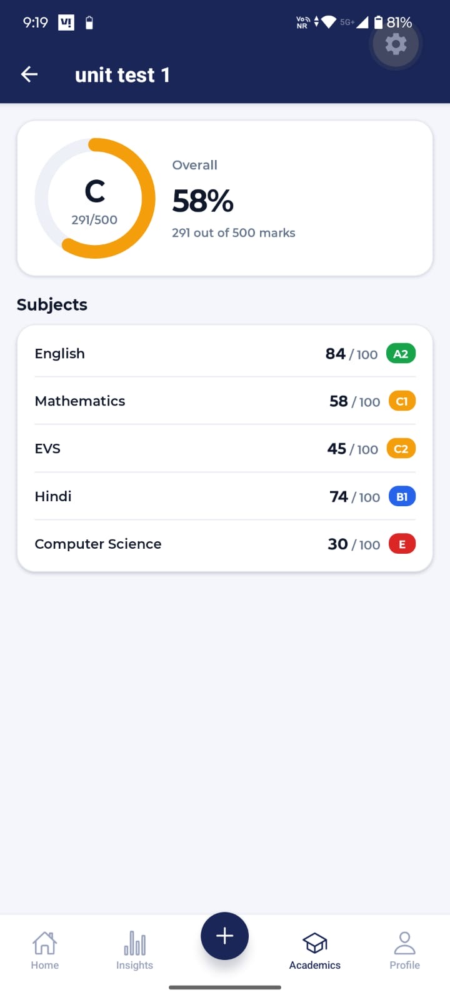 9:19 V! Vo NR 5G+ 81%
unit test 1
C
291/500
Overall
58%
291 out of 500 marks
Subjects
English 84 / 100 A2
Mathematics 58 / 100 C1
EVS 45 / 100 C2
Hindi 74 / 100 B1
Computer Science 30 / 100 E
Home Insights + Academics Profile